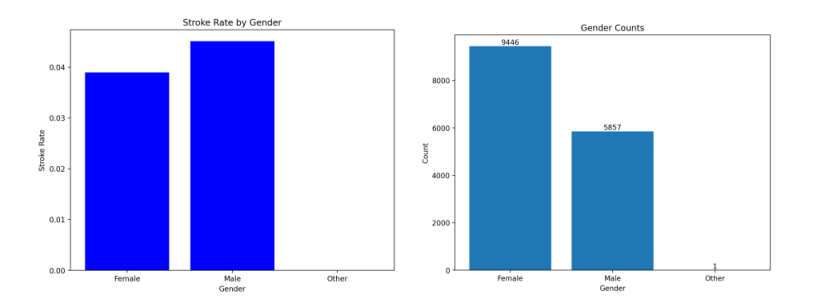 Stroke Rate by Gender
0.04
0.03
0.02
0.01
0.00
Stroke Rate
Female Male Other
Gender
Gender Counts
9446
5857
1
8000
6000
4000
2000
0
Count
Female Male Other
Gender